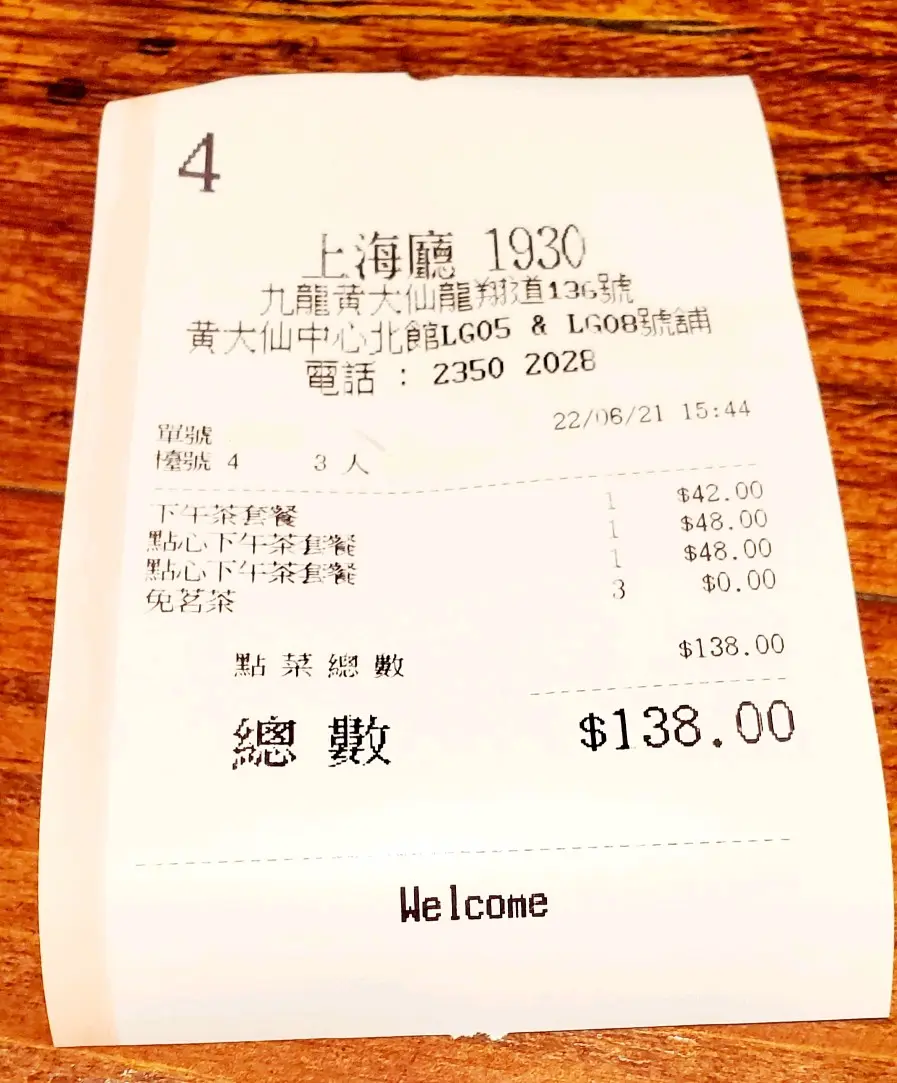 4
上海廳 1930
九龍黃大仙龍翔道136號
黃大仙中心北館LG05 & LG08號舖
電話 : 2350 2028
單號 22/06/21 15:44
檯號 4 3 人
下午茶套餐 1 $42.00
點心下午茶套餐 1 $48.00
點心下午茶套餐 1 $48.00
免茗茶 3 $0.00
點菜總數 $138.00
總數 $138.00
Welcome